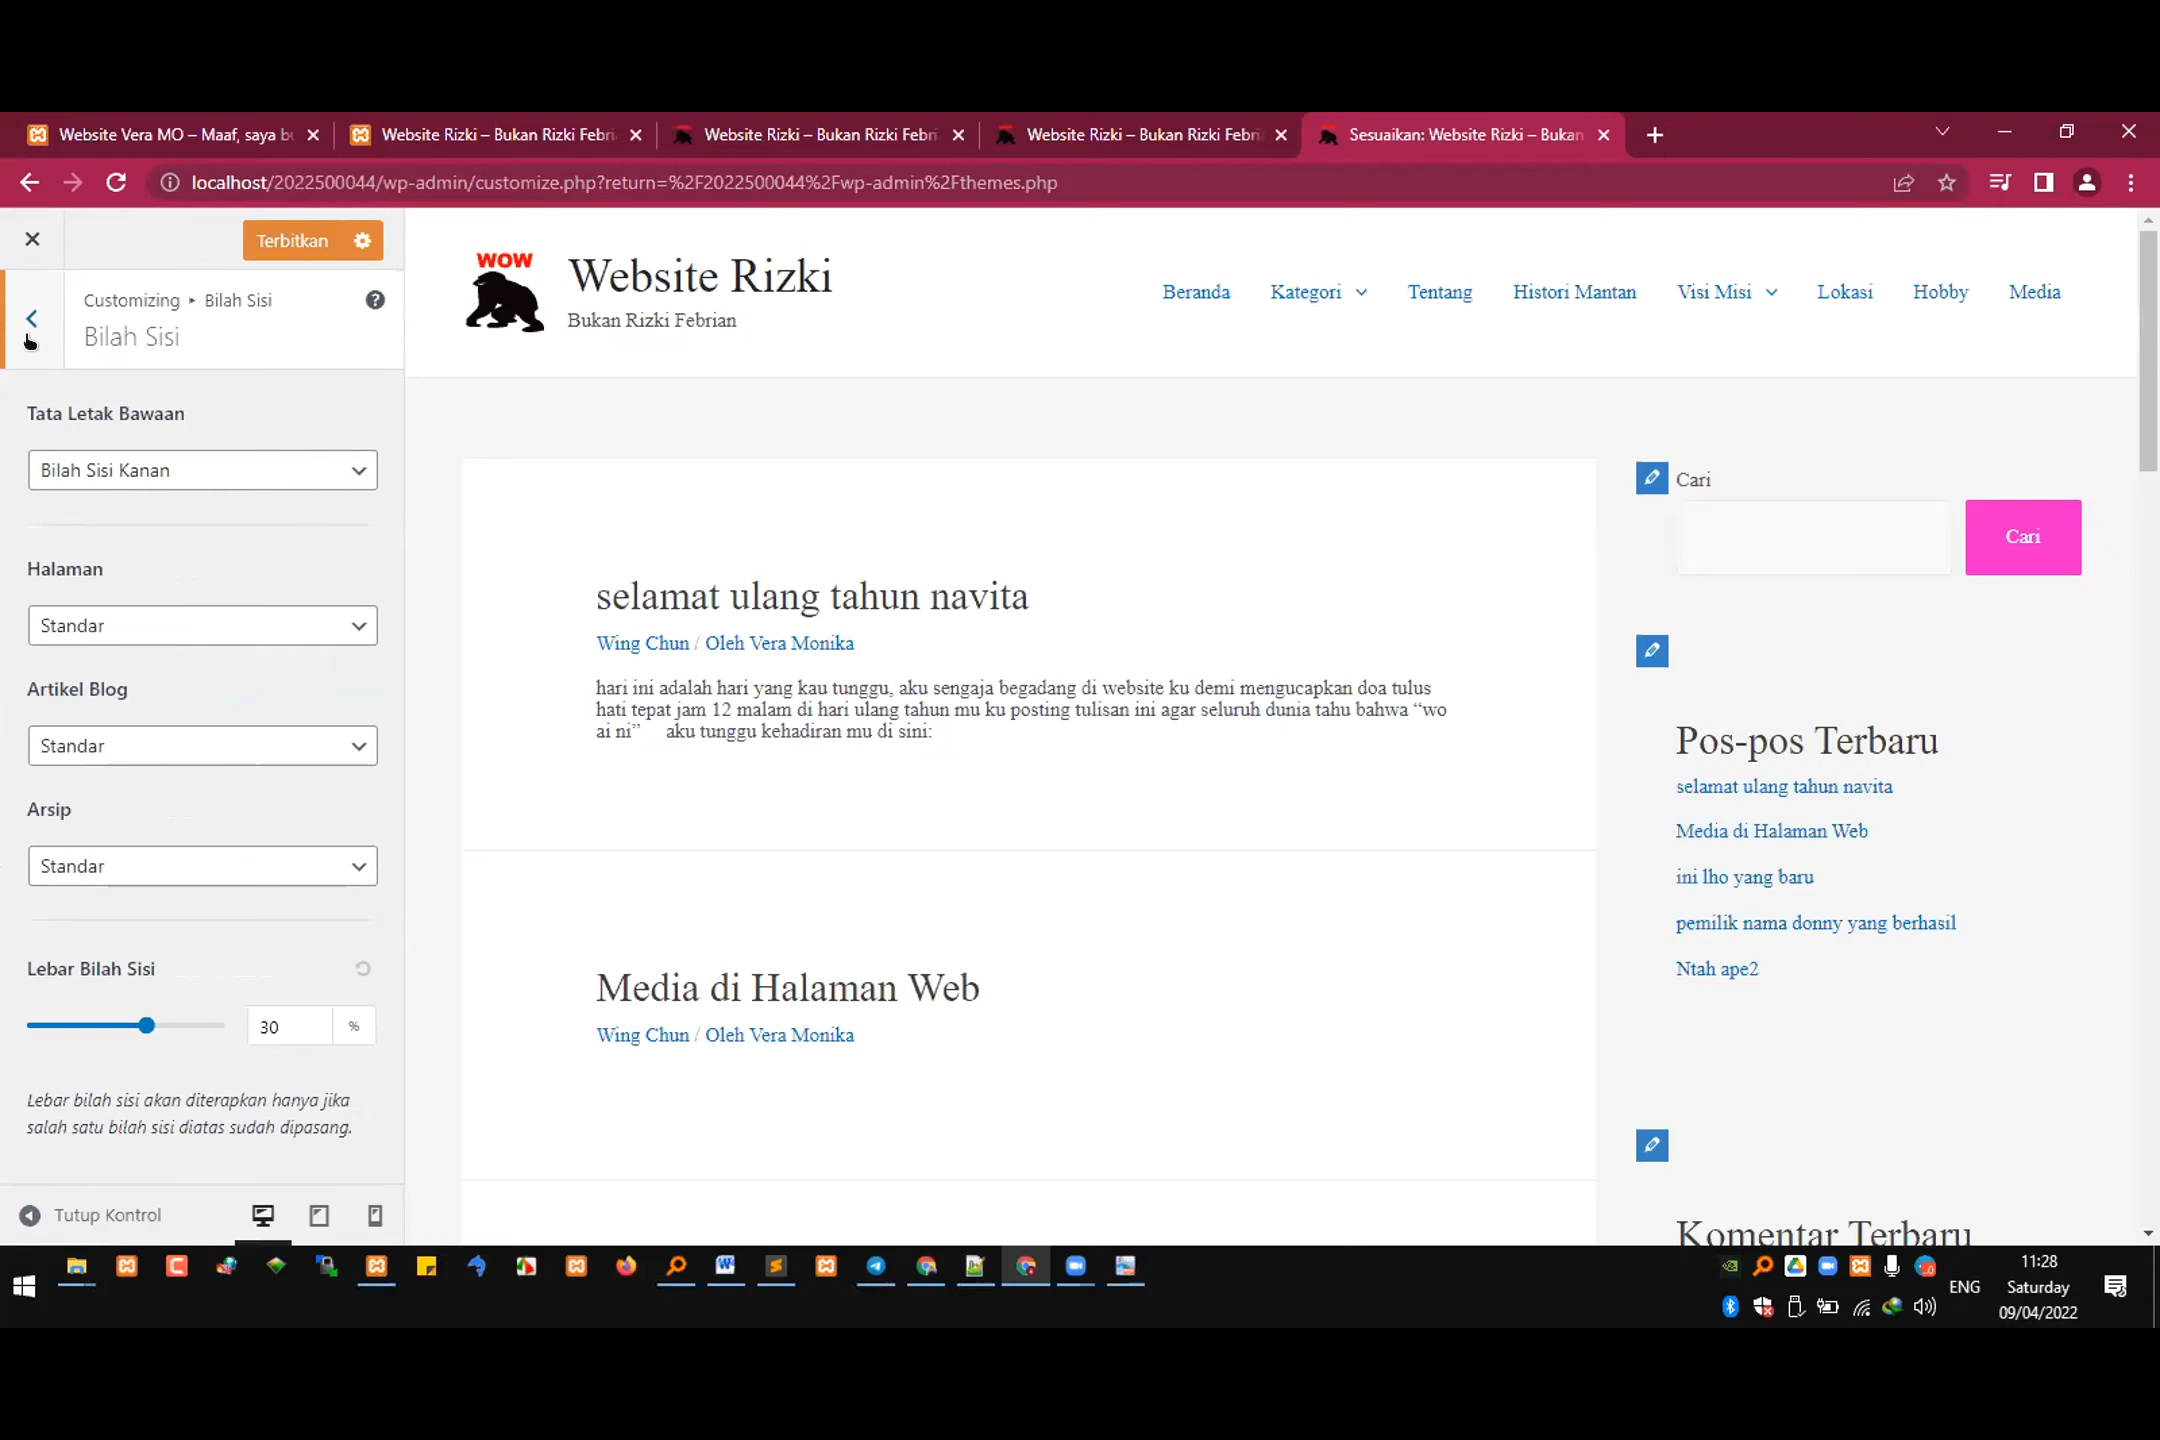 Website Vera MO – Maaf, saya bu
Website Rizki – Bukan Rizki Febri
Website Rizki – Bukan Rizki Febri
Website Rizki – Bukan Rizki Febri
Sesuaikan: Website Rizki – Bukan
localhost/2022500044/wp-admin/customize.php?return=%2F2022500044%2Fwp-admin%2Fthemes.php
Terbitkan
Customizing ▸ Bilah Sisi
Bilah Sisi
Tata Letak Bawaan
Bilah Sisi Kanan
Halaman
Standar
Artikel Blog
Standar
Arsip
Standar
Lebar Bilah Sisi
30 %
Lebar bilah sisi akan diterapkan hanya jika
salah satu bilah sisi diatas sudah dipasang.
Tutup Kontrol
WOW
Website Rizki
Bukan Rizki Febrian
Beranda Kategori Tentang Histori Mantan Visi Misi Lokasi Hobby Media
selamat ulang tahun navita
Wing Chun / Oleh Vera Monika
hari ini adalah hari yang kau tunggu, aku sengaja begadang di website ku demi mengucapkan doa tulus
hati tepat jam 12 malam di hari ulang tahun mu ku posting tulisan ini agar seluruh dunia tahu bahwa “wo
ai ni” aku tunggu kehadiran mu di sini:
Media di Halaman Web
Wing Chun / Oleh Vera Monika
Cari
Cari
Pos-pos Terbaru
selamat ulang tahun navita
Media di Halaman Web
ini lho yang baru
pemilik nama donny yang berhasil
Ntah ape2
Komentar Terbaru
ENG
11:28
Saturday
09/04/2022